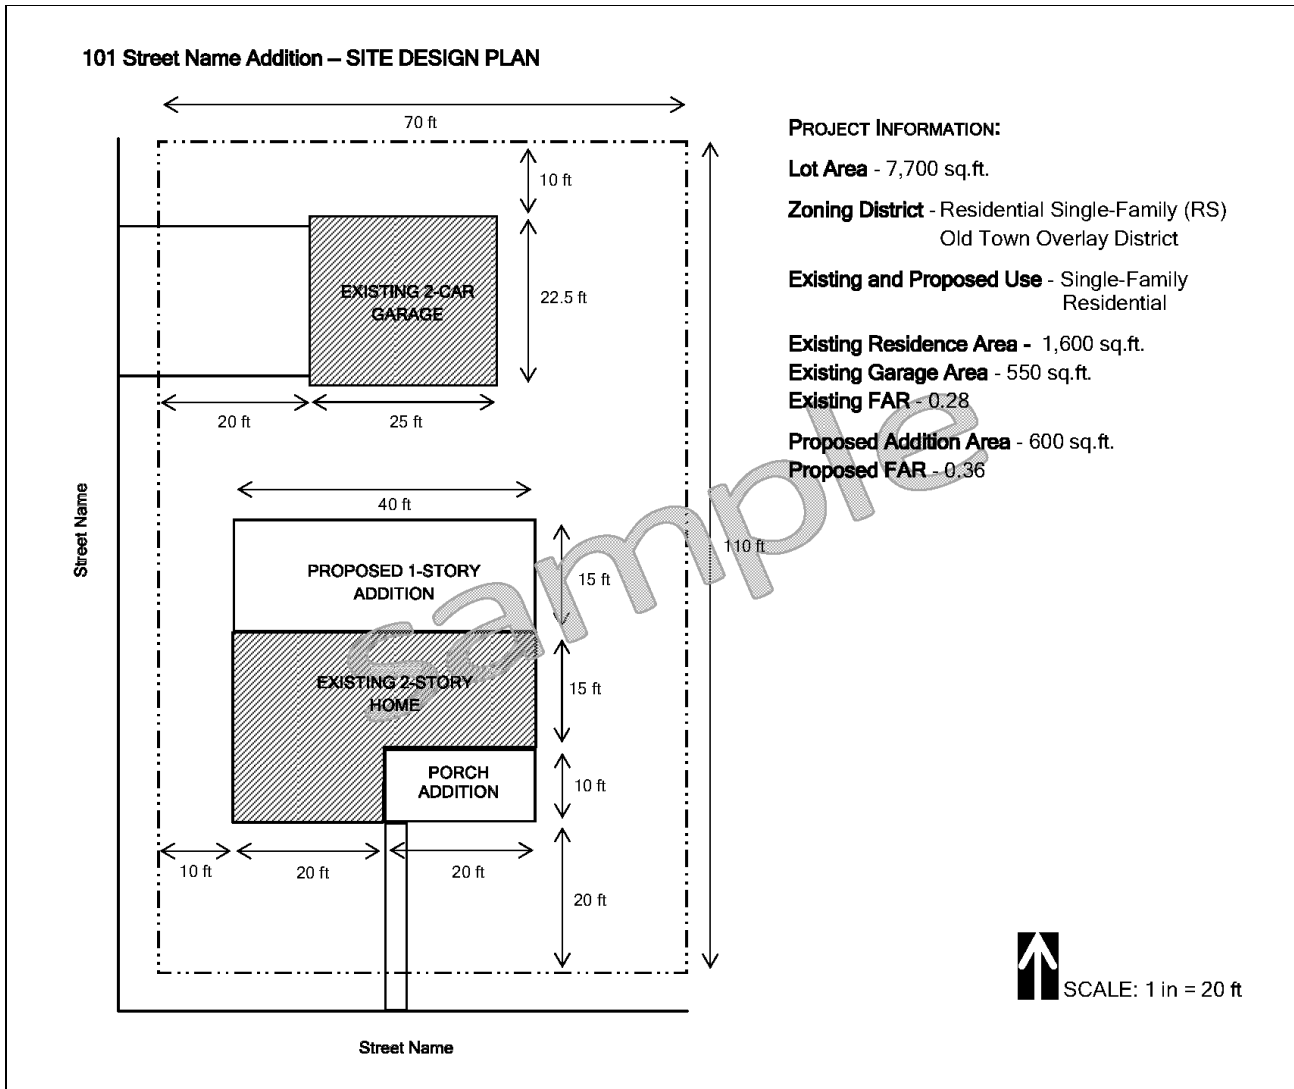 101 Street Name Addition – SITE DESIGN PLAN
70 ft
10 ft
EXISTING 2-CAR
GARAGE
22.5 ft
20 ft
25 ft
40 ft
PROPOSED 1-STORY
ADDITION
15 ft
110 ft
EXISTING 2-STORY
HOME
15 ft
PORCH
ADDITION
10 ft
10 ft
20 ft
20 ft
20 ft
Street Name
Street Name
PROJECT INFORMATION:
Lot Area - 7,700 sq.ft.
Zoning District - Residential Single-Family (RS)
Old Town Overlay District
Existing and Proposed Use - Single-Family
Residential
Existing Residence Area - 1,600 sq.ft.
Existing Garage Area - 550 sq.ft.
Existing FAR - 0.28
Proposed Addition Area - 600 sq.ft.
Proposed FAR - 0.36
Sample
SCALE: 1 in = 20 ft